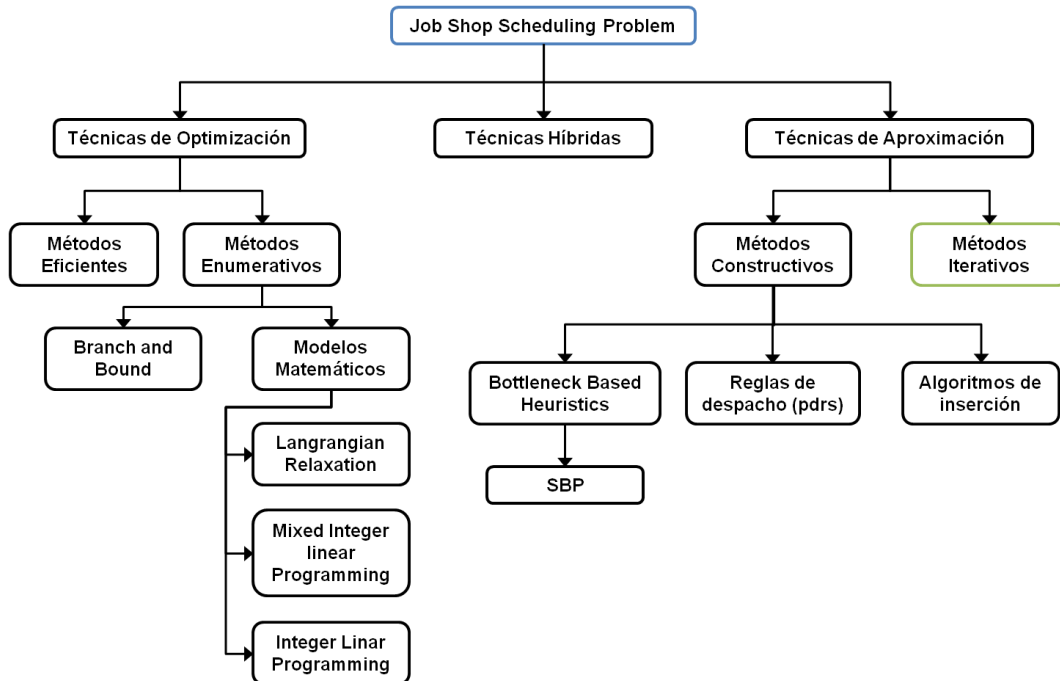 Job Shop Scheduling Problem
Técnicas de Optimización
Técnicas Híbridas
Técnicas de Aproximación
Métodos
Eficientes
Métodos
Enumerativos
Métodos
Constructivos
Métodos
Iterativos
Branch and
Bound
Modelos
Matemáticos
Bottleneck Based
Heuristics
Reglas de
despacho (pdrs)
Algoritmos de
inserción
Langrangian
Relaxation
SBP
Mixed Integer
linear
Programming
Integer Linar
Programming